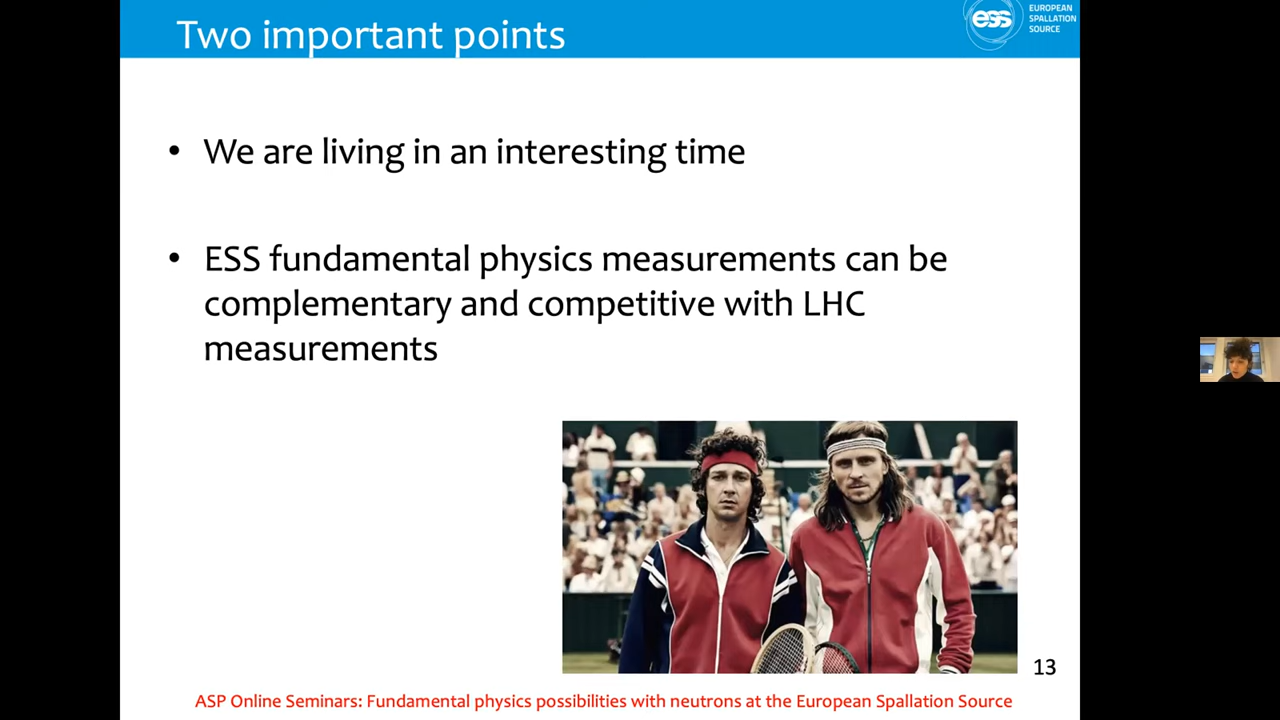 Two important points
ess
EUROPEAN
SPALLATION
SOURCE
• We are living in an interesting time
• ESS fundamental physics measurements can be
complementary and competitive with LHC
measurements
13
ASP Online Seminars: Fundamental physics possibilities with neutrons at the European Spallation Source